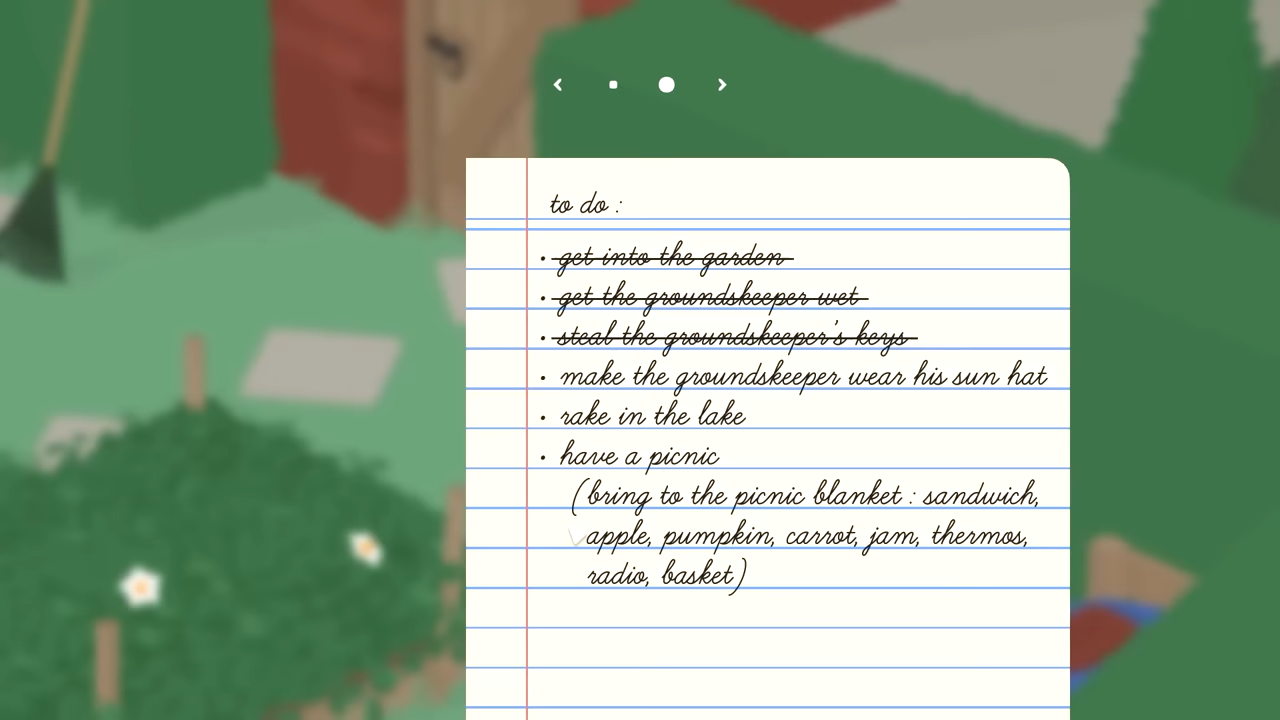 to do :
• get into the garden
• get the groundskeeper wet
• steal the groundskeeper's keys
• make the groundskeeper wear his sun hat
• rake in the lake
• have a picnic
(bring to the picnic blanket : sandwich,
apple, pumpkin, carrot, jam, thermos,
radio, basket)